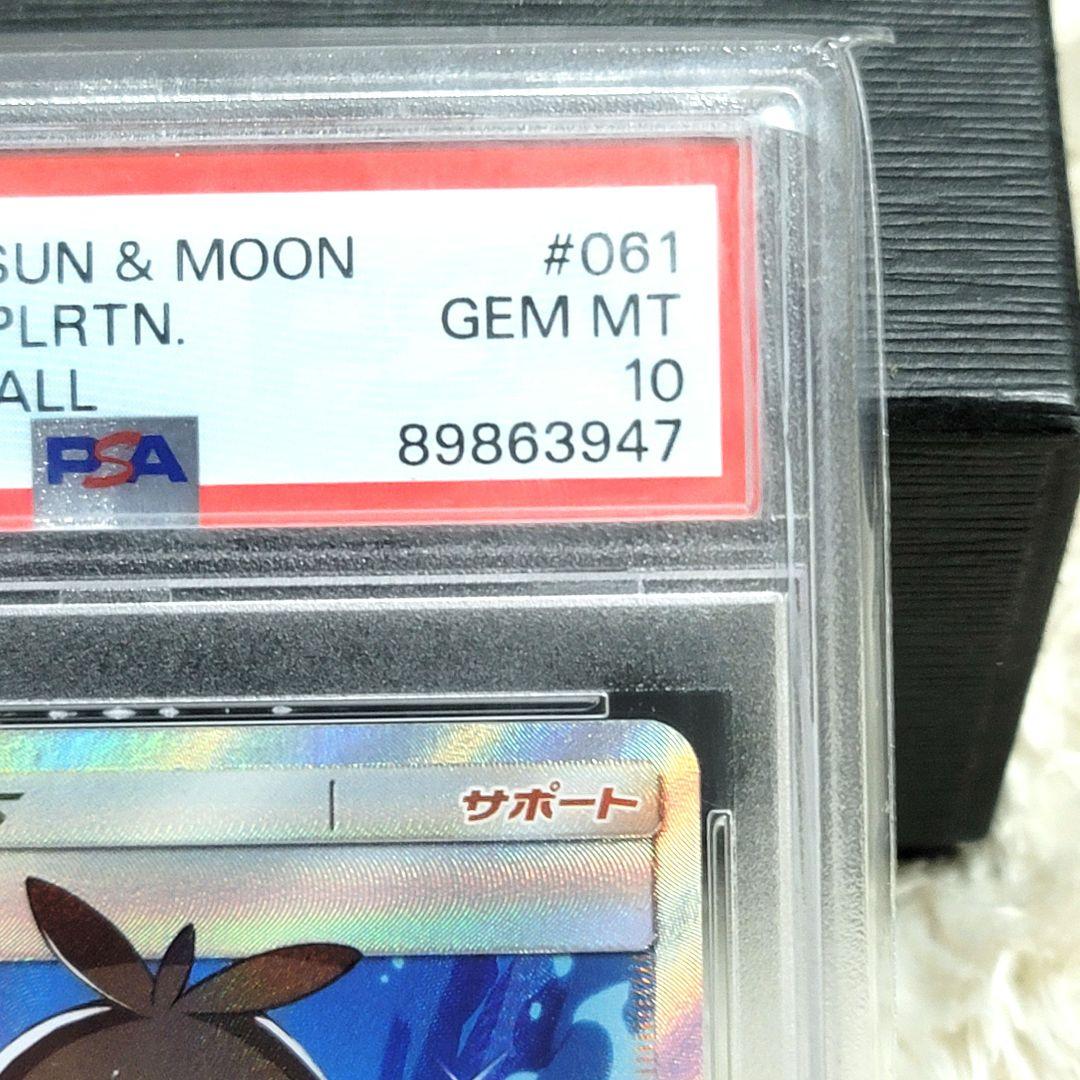 SUN & MOON #061
PLRTN. GEM MT
ALL 10
PSA 89863947
サポート